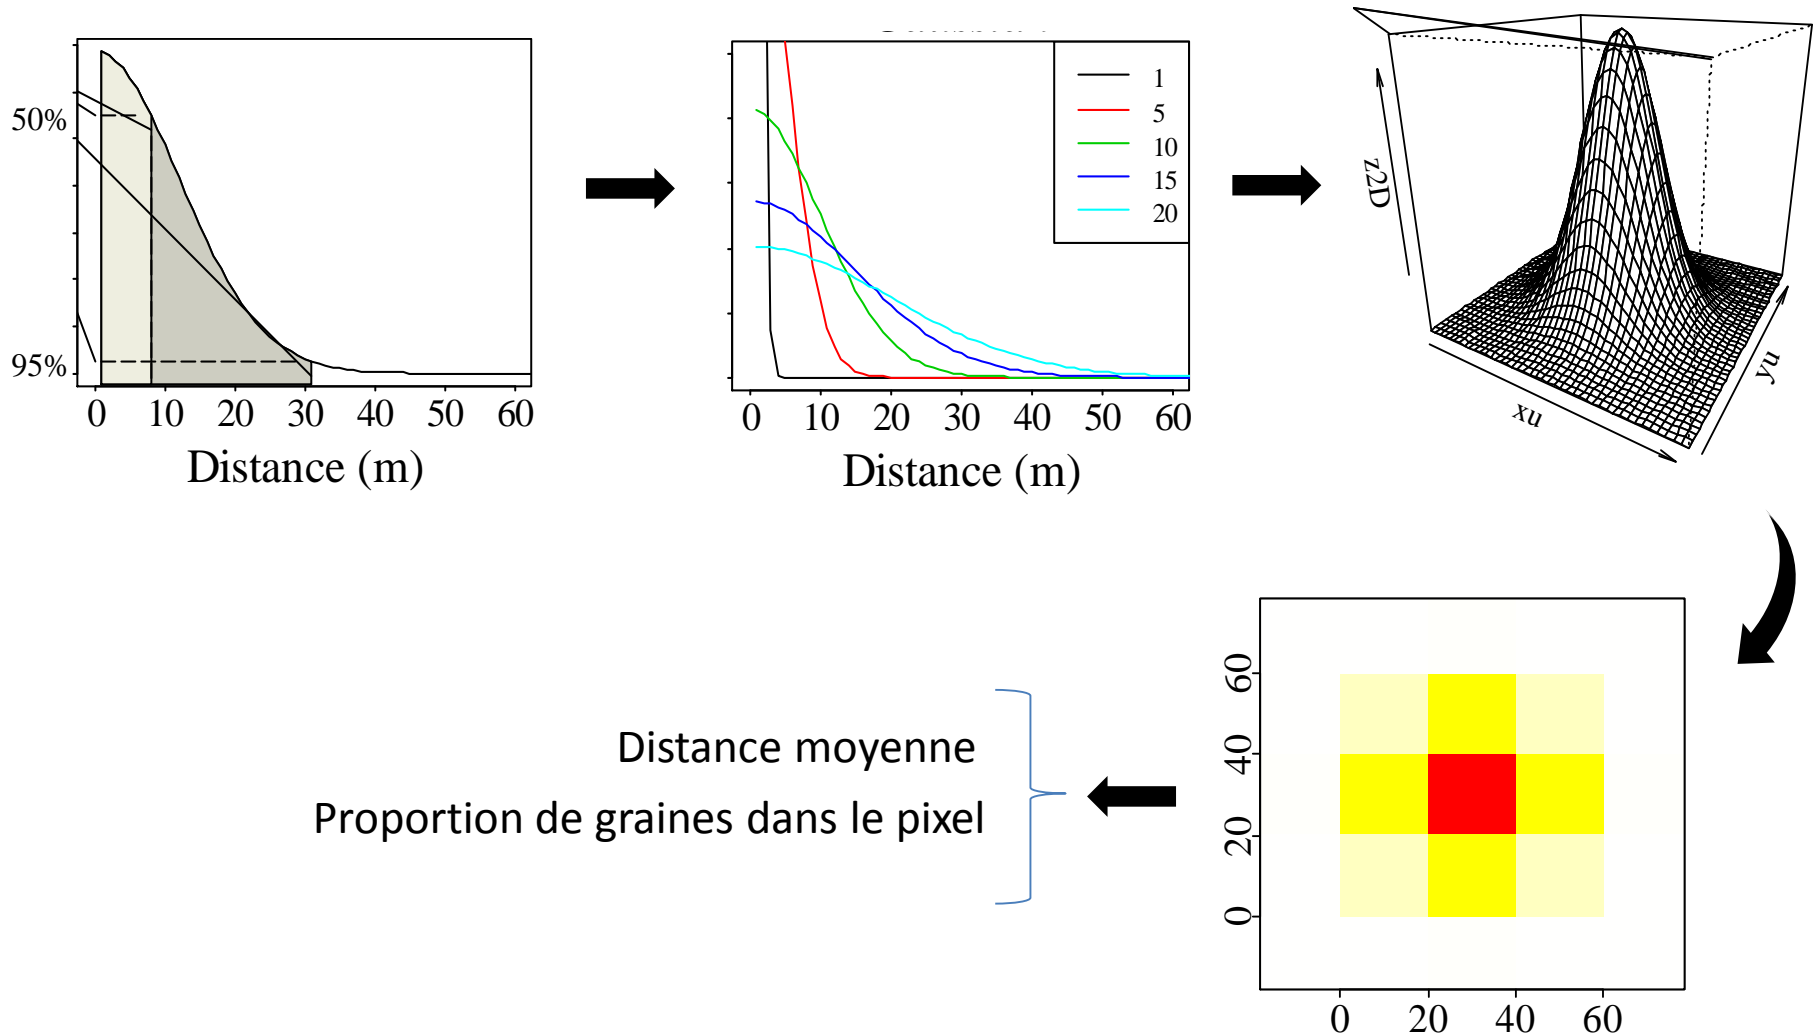 50%
95%
0 10 20 30 40 50 60
Distance (m)
1
5
10
15
20
0 10 20 30 40 50 60
Distance (m)
z2D
xu
yu
60
40
20
0
0 20 40 60
Distance moyenne
Proportion de graines dans le pixel